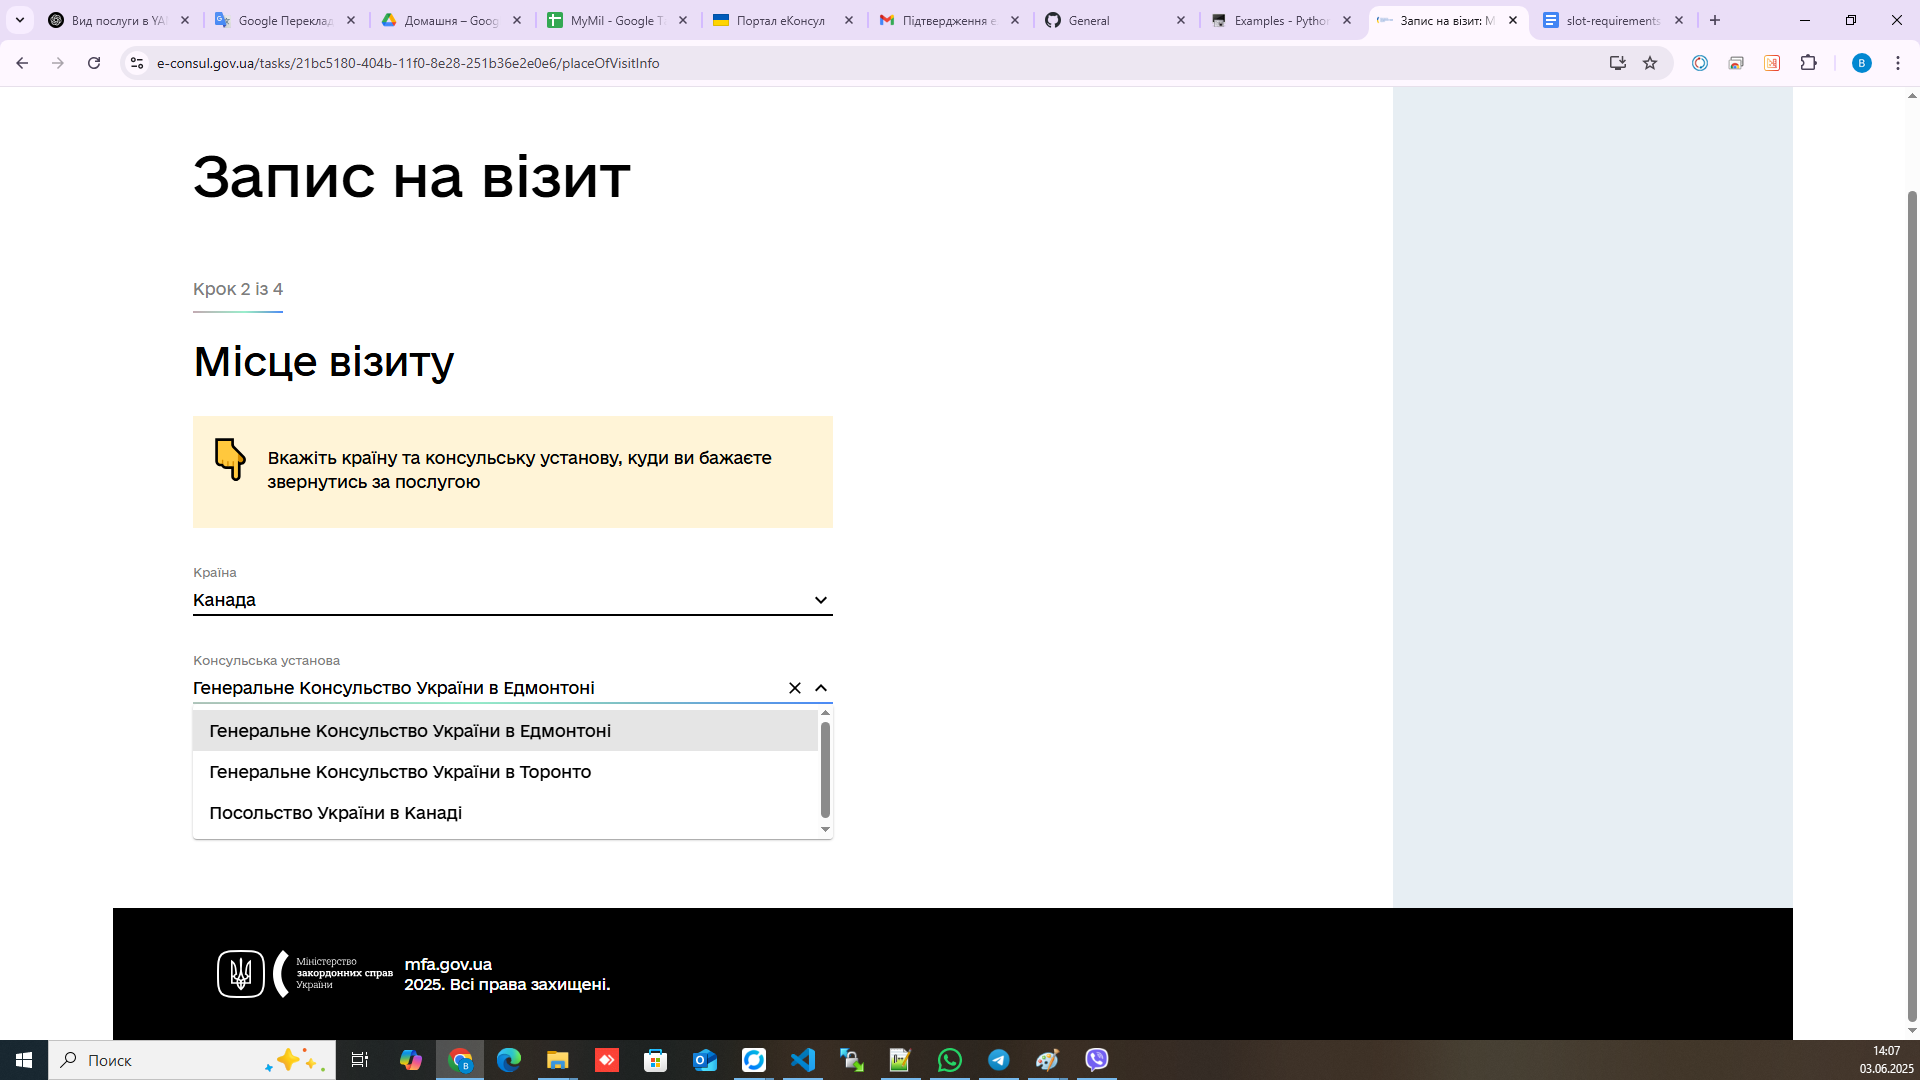 Вид послуги в YA
Google Переклад
Домашня – Goog
MyMil - Google T
Портал еКонсул
Підтвердження е
General
Examples - Python
Запис на візит: М
slot-requirements
e-consul.gov.ua/tasks/21bc5180-404b-11f0-8e28-251b36e2e0e6/placeOfVisitInfo
B
Запис на візит
Крок 2 із 4
Місце візиту
Вкажіть країну та консульську установу, куди ви бажаєте
звернутись за послугою
Країна
Канада
Консульська установа
Генеральне Консульство України в Едмонтоні
Генеральне Консульство України в Едмонтоні
Генеральне Консульство України в Торонто
Посольство України в Канаді
Міністерство
закордонних справ
України
mfa.gov.ua
2025. Всі права захищені.
Поиск
14:07
03.06.2025